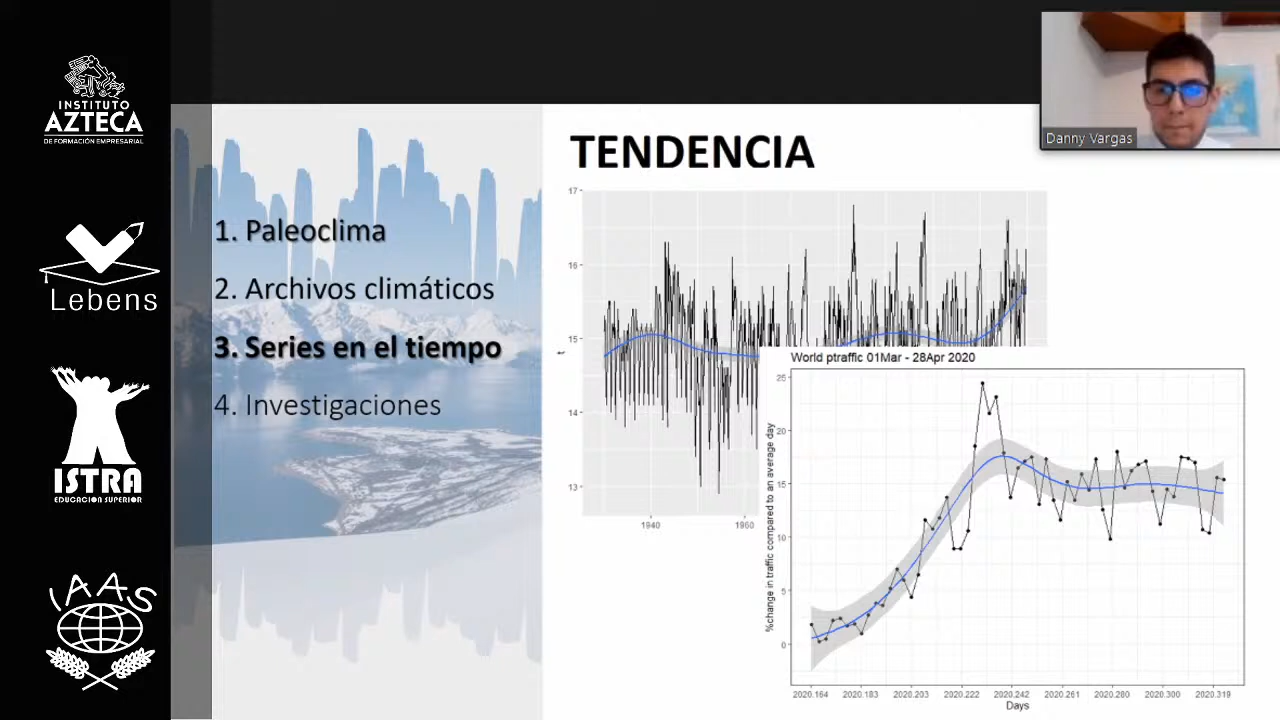 INSTITUTO
AZTECA
DE FORMACIÓN EMPRESARIAL
Lebens
ISTRA
EDUCACION SUPERIOR
IAAS
1. Paleoclima
2. Archivos climáticos
3. Series en el tiempo
4. Investigaciones
TENDENCIA
Danny Vargas
17
16
15
14
13
t
1940
1960
World ptraffic 01Mar - 28Apr 2020
25
20
15
10
5
0
%change in traffic compared to an average day
2020.164 2020.183 2020.203 2020.222 2020.242 2020.261 2020.280 2020.300 2020.319
Days